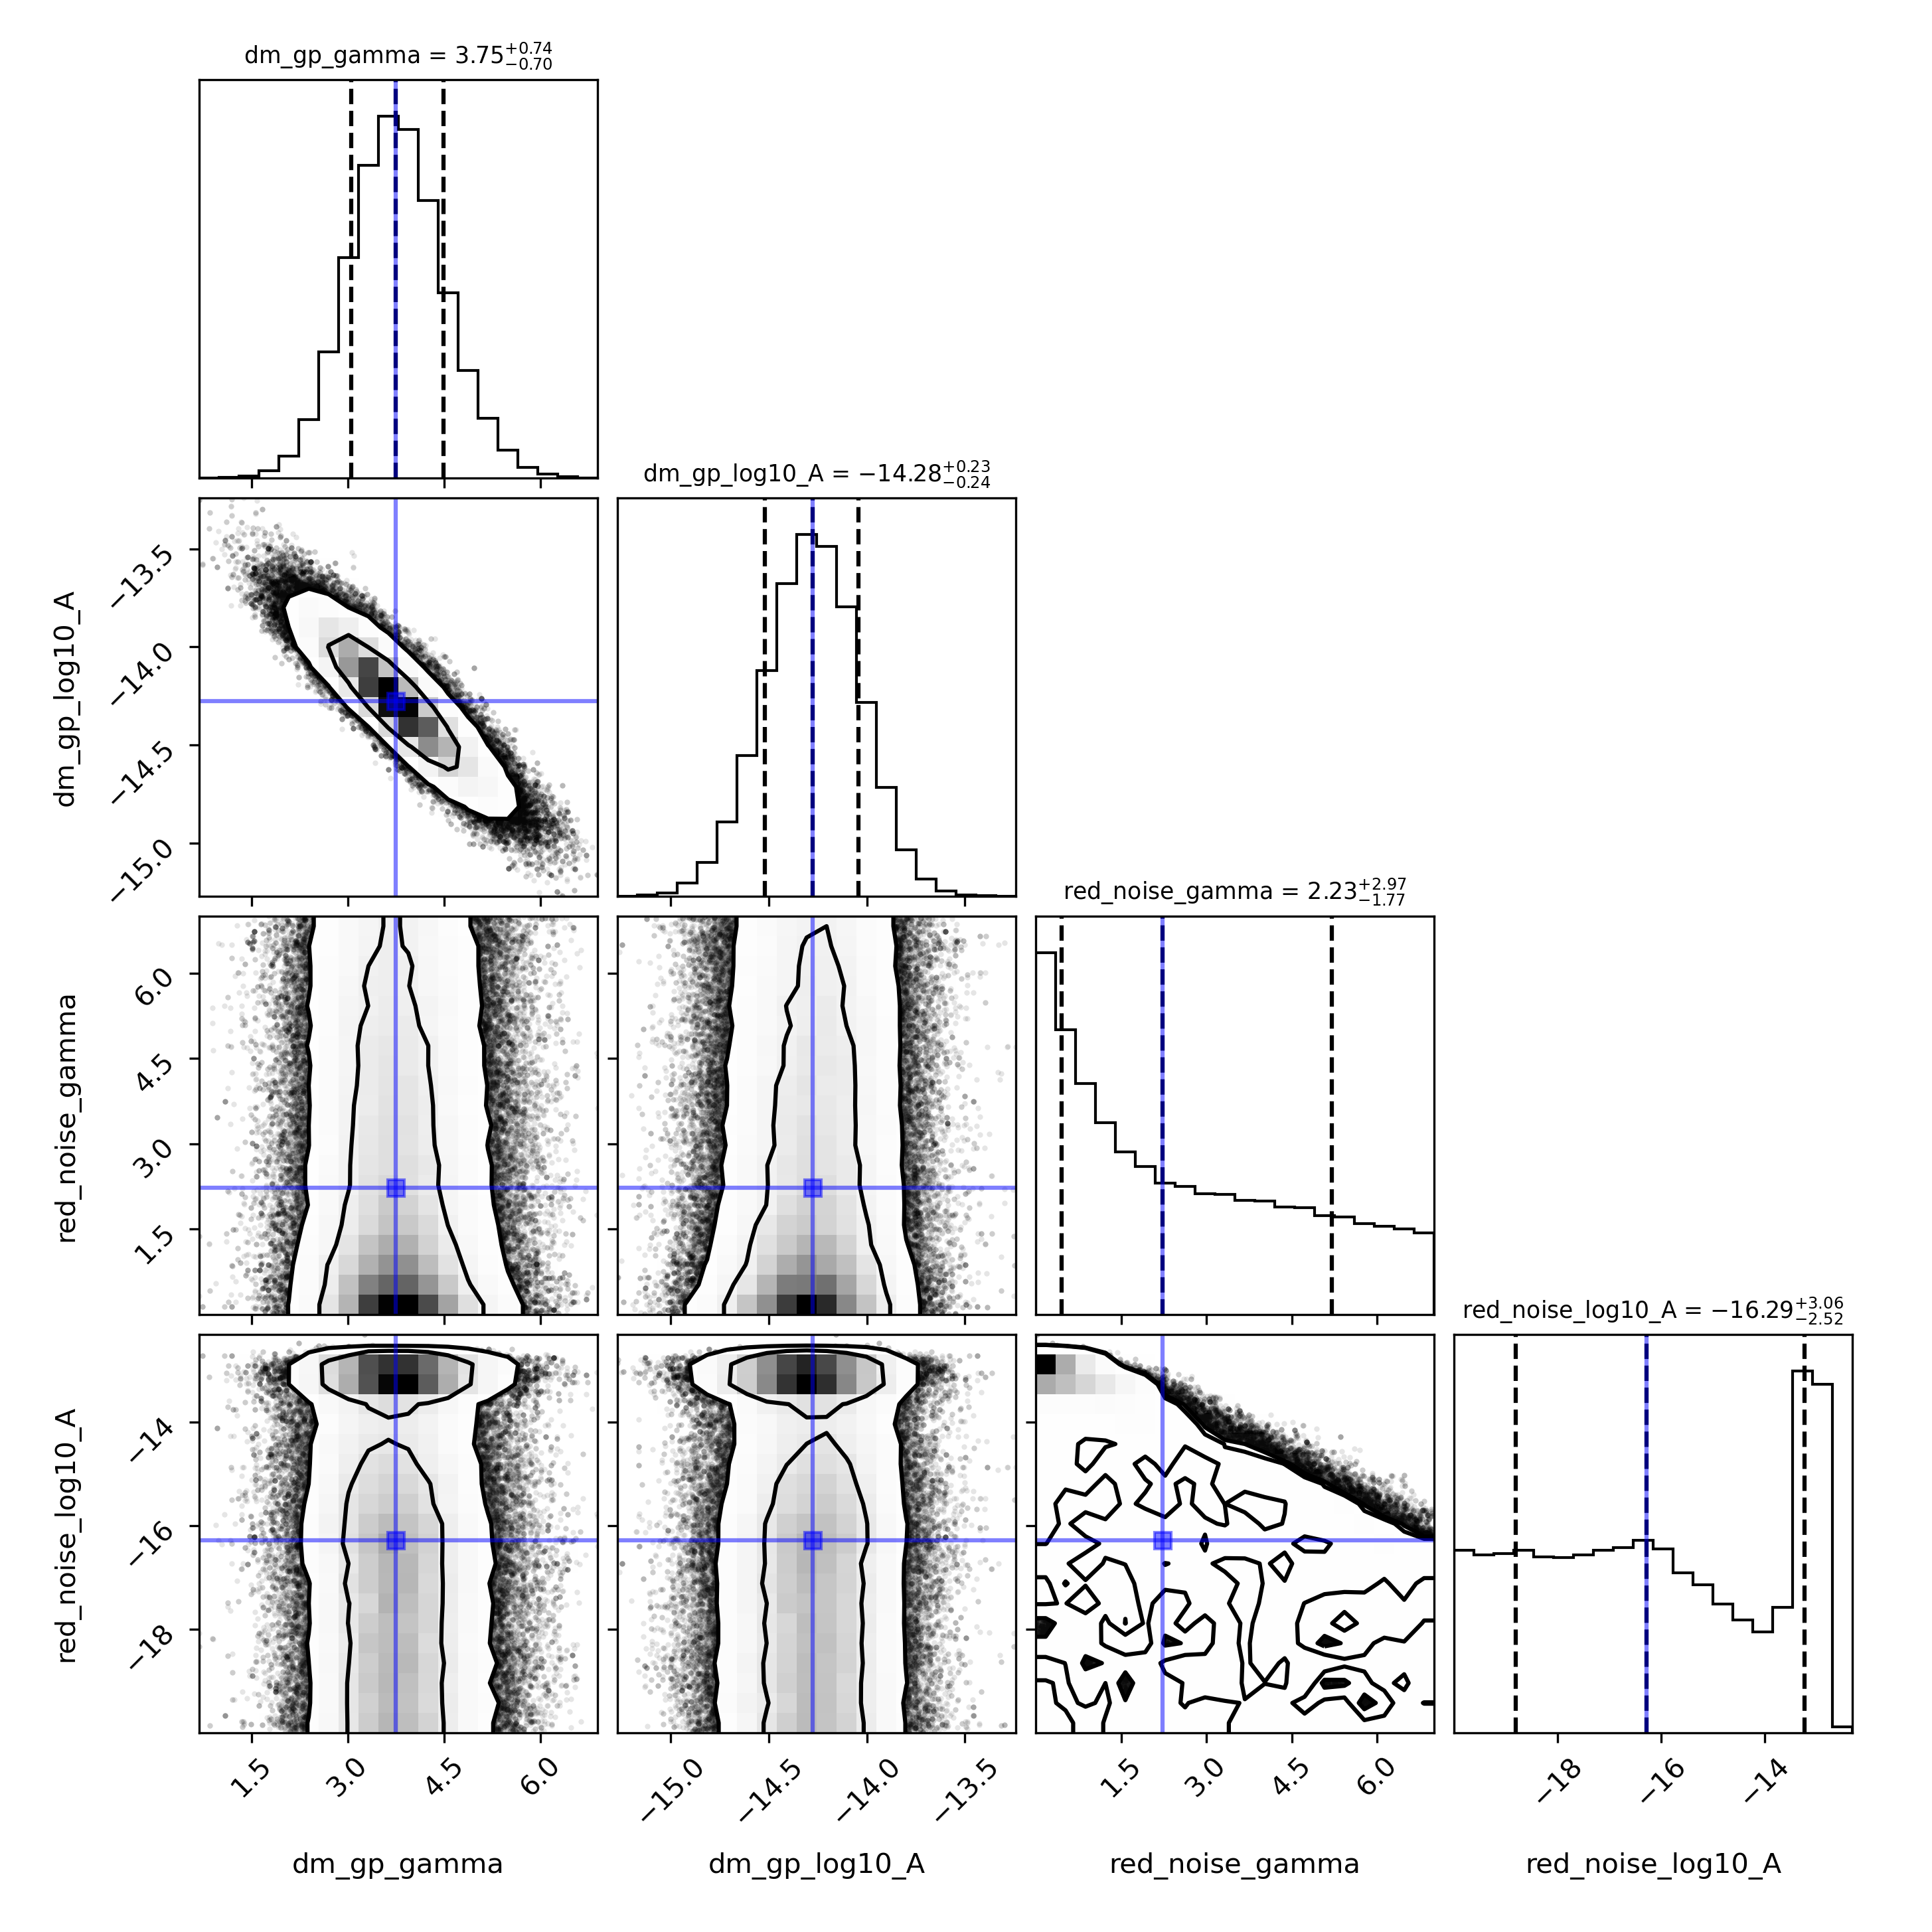 dm_gp_gamma = 3.75 +0.74 −0.70
dm_gp_log10_A = −14.28 +0.23 −0.24
−13.5
−14.0
−14.5
−15.0
dm_gp_log10_A
red_noise_gamma = 2.23 +2.97 −1.77
6.0
4.5
3.0
1.5
red_noise_gamma
red_noise_log10_A = −16.29 +3.06 −2.52
−14
−16
−18
red_noise_log10_A
1.5 3.0 4.5 6.0
−15.0 −14.5 −14.0 −13.5
1.5 3.0 4.5 6.0
−18 −16 −14
dm_gp_gamma
dm_gp_log10_A
red_noise_gamma
red_noise_log10_A